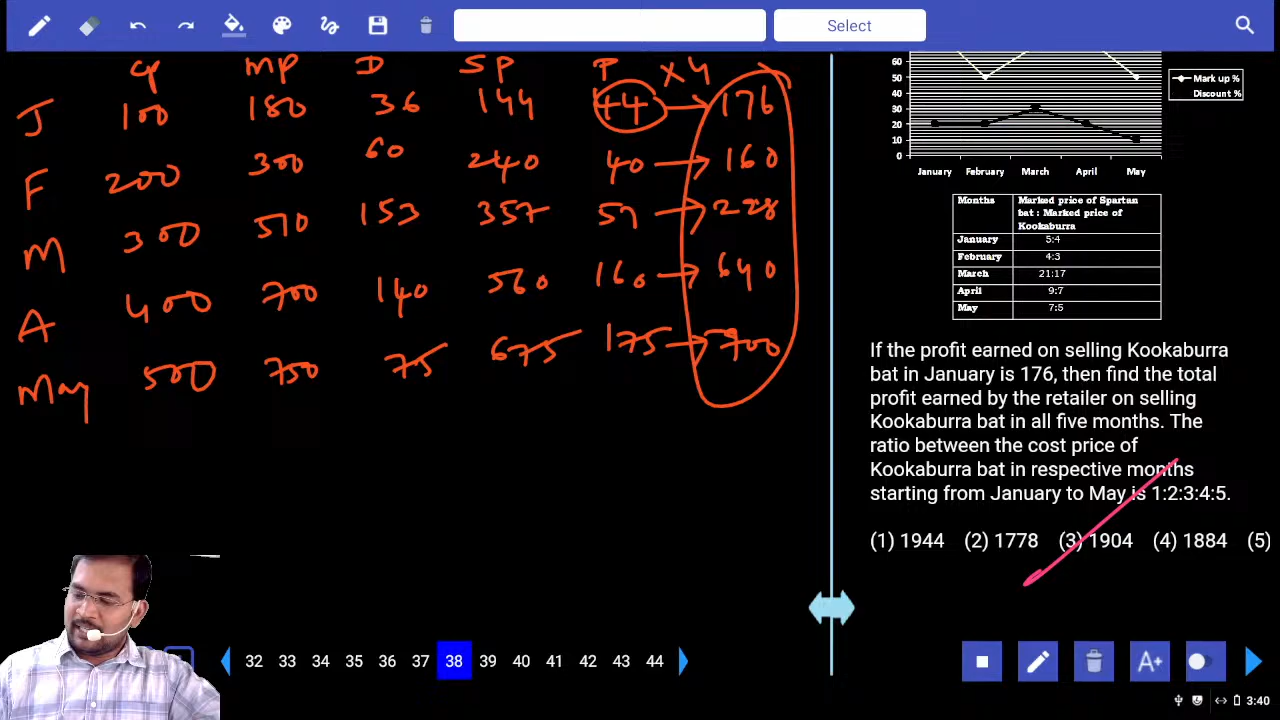 Select
CP MP D SP P ×4
J 100 180 36 144 44 → 176
F 200 300 60 240 40 → 160
M 300 510 153 357 57 → 228
A 400 700 140 560 160 → 640
May 500 750 75 675 175 → 700
60
50
40
30
20
10
0
January February March April May
Mark up %
Discount %
Months Marked price of Spartan bat : Marked price of Kookaburra
January 5:4
February 4:3
March 21:17
April 9:7
May 7:5
If the profit earned on selling Kookaburra
bat in January is 176, then find the total
profit earned by the retailer on selling
Kookaburra bat in all five months. The
ratio between the cost price of
Kookaburra bat in respective months
starting from January to May is 1:2:3:4:5.
(1) 1944 (2) 1778 (3) 1904 (4) 1884 (5)
32 33 34 35 36 37 38 39 40 41 42 43 44
A+
3:40